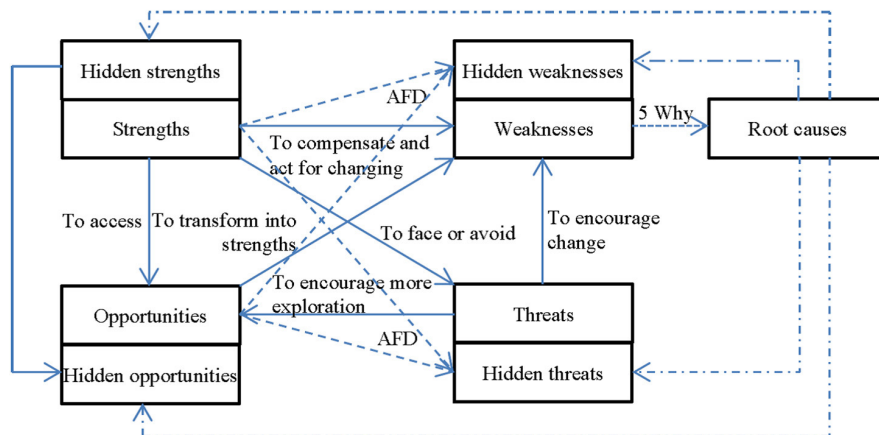 Hidden strengths
Hidden weaknesses
AFD
Strengths
Weaknesses
5 Why
Root causes
To compensate and
act for changing
To access
To transform into
strengths
To face or avoid
To encourage
change
To encourage more
exploration
Opportunities
Threats
AFD
Hidden opportunities
Hidden threats